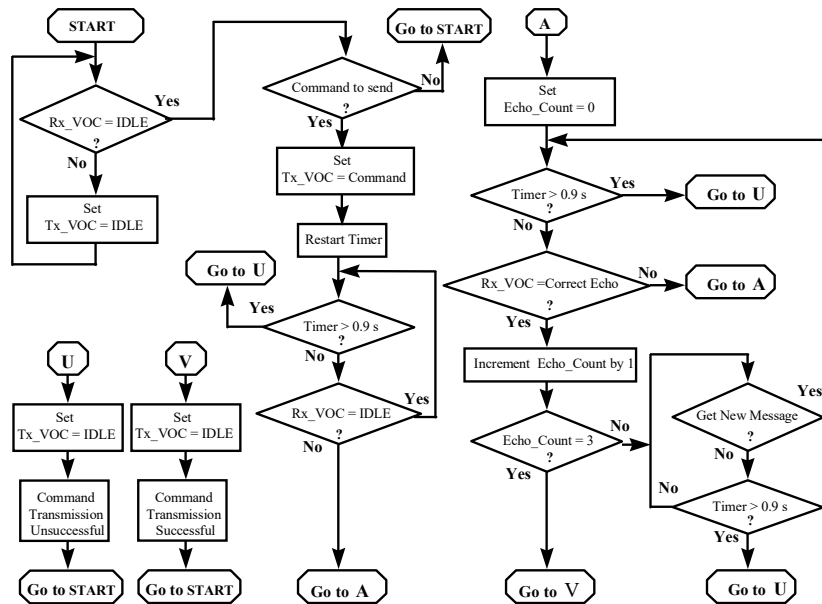 START
Rx_VOC = IDLE
?
Yes
No
Set
Tx_VOC = IDLE
Command to send
?
No
Go to START
Yes
Set
Tx_VOC = Command
Restart Timer
Go to U
Yes
Timer > 0.9 s
?
No
Rx_VOC = IDLE
?
Yes
No
Go to A
U
Set
Tx_VOC = IDLE
Command
Transmission
Unsuccessful
Go to START
V
Set
Tx_VOC = IDLE
Command
Transmission
Successful
Go to START
A
Set
Echo_Count = 0
Timer > 0.9 s
?
Yes
Go to U
No
Rx_VOC =Correct Echo
?
No
Go to A
Yes
Increment Echo_Count by 1
Echo_Count = 3
?
No
Yes
Go to V
Get New Message
?
Yes
No
Timer > 0.9 s
?
No
Yes
Go to U